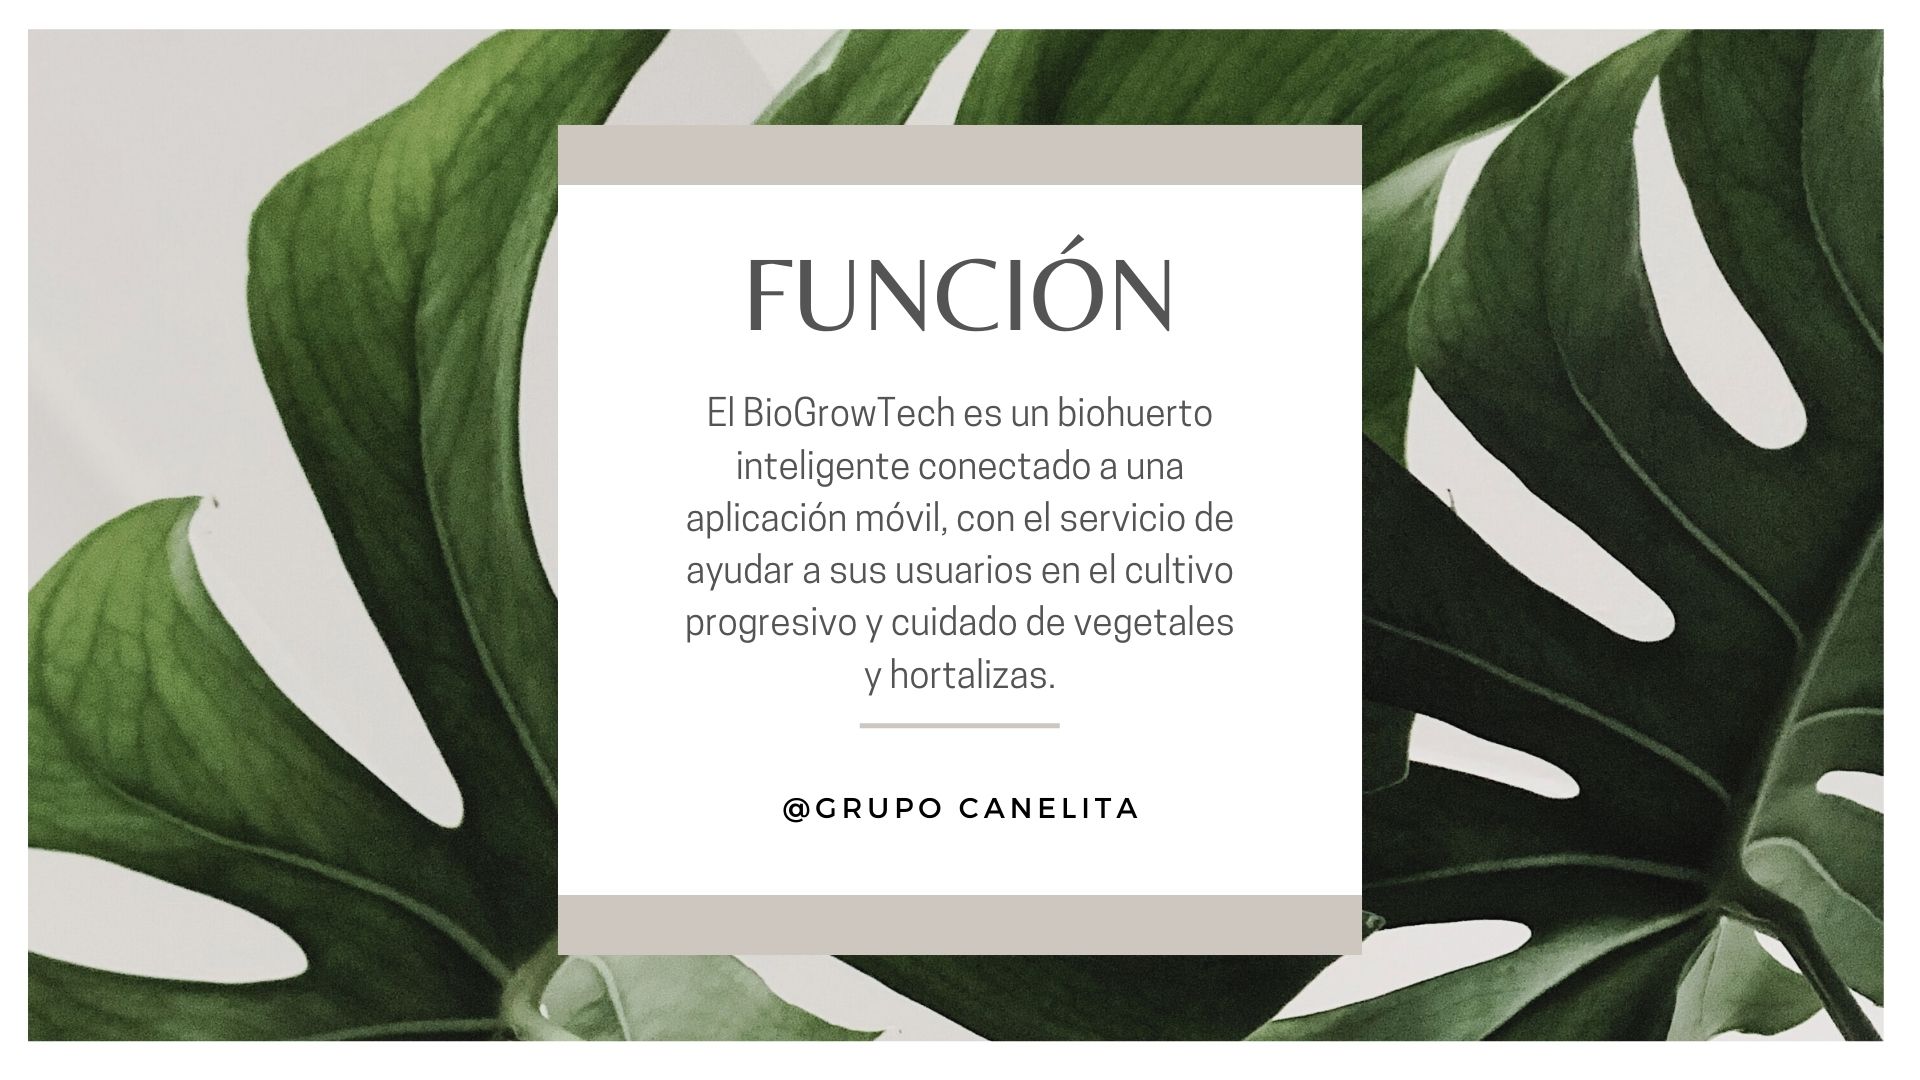 FUNCIÓN
El BioGrowTech es un biohuerto
inteligente conectado a una
aplicación móvil, con el servicio de
ayudar a sus usuarios en el cultivo
progresivo y cuidado de vegetales
y hortalizas.
@GRUPO CANELITA